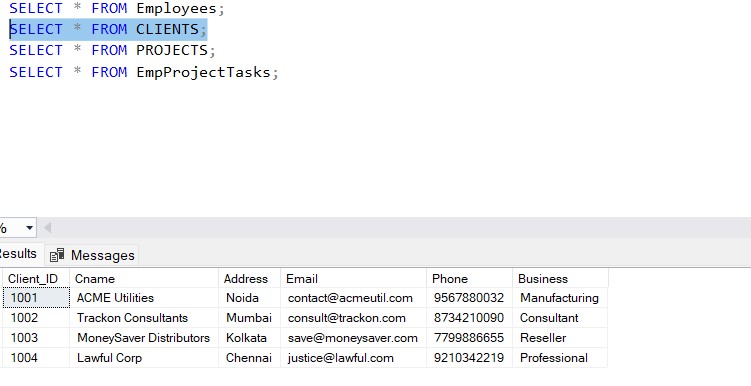 SELECT * FROM Employees;
SELECT * FROM CLIENTS;
SELECT * FROM PROJECTS;
SELECT * FROM EmpProjectTasks;
%
esults Messages
Client_ID Cname Address Email Phone Business
1001 ACME Utilities Noida contact@acmeutil.com 9567880032 Manufacturing
1002 Trackon Consultants Mumbai consult@trackon.com 8734210090 Consultant
1003 MoneySaver Distributors Kolkata save@moneysaver.com 7799886655 Reseller
1004 Lawful Corp Chennai justice@lawful.com 9210342219 Professional